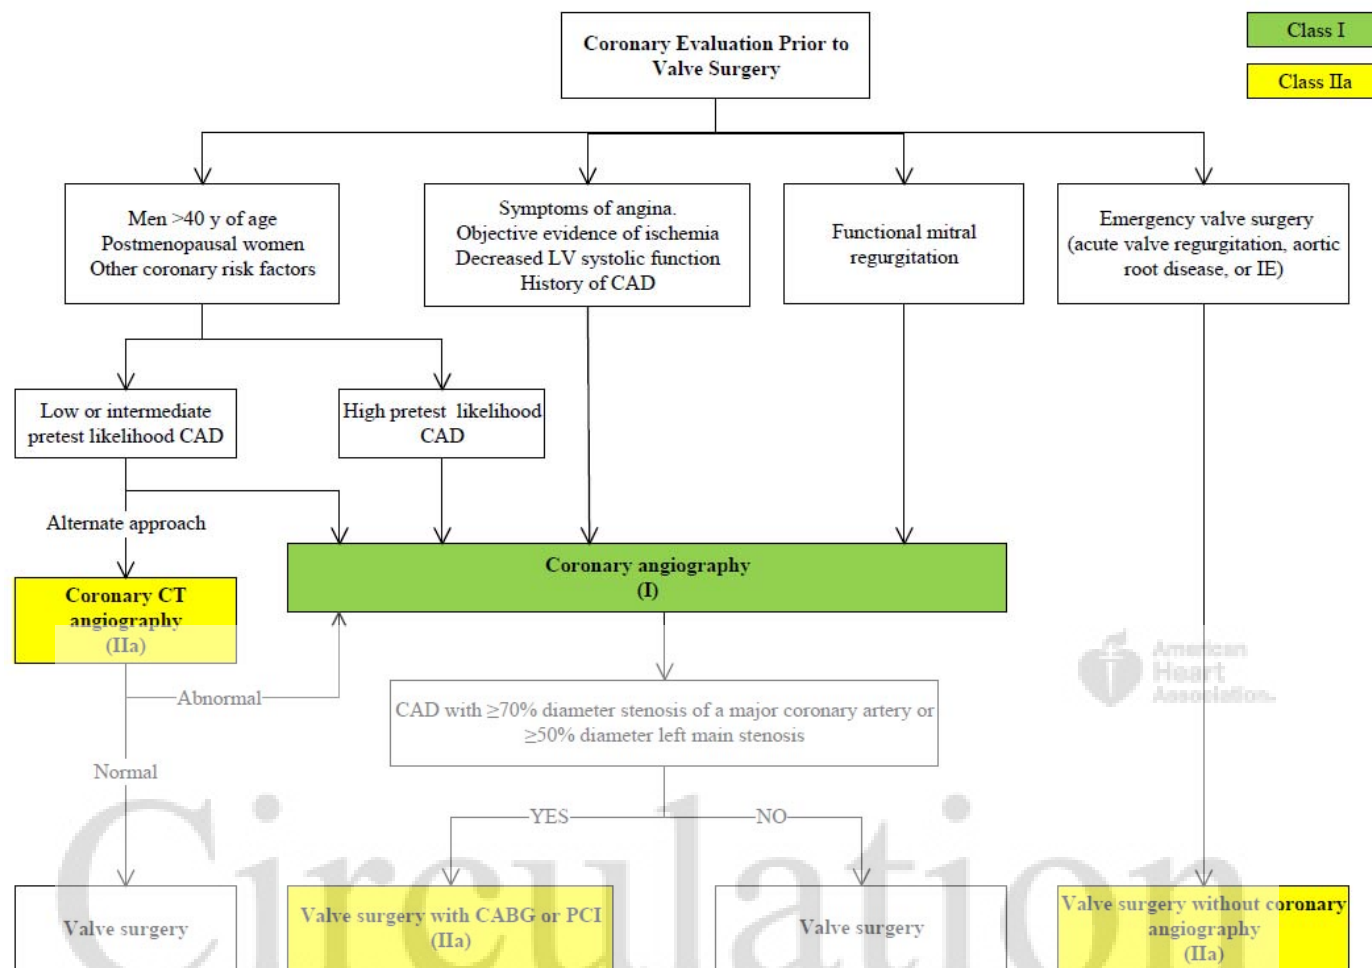 Coronary Evaluation Prior to
Valve Surgery
Class I
Class IIa
Men >40 y of age
Postmenopausal women
Other coronary risk factors
Symptoms of angina.
Objective evidence of ischemia
Decreased LV systolic function
History of CAD
Functional mitral
regurgitation
Emergency valve surgery
(acute valve regurgitation, aortic
root disease, or IE)
Low or intermediate
pretest likelihood CAD
High pretest likelihood
CAD
Alternate approach
Coronary CT
angiography
(IIa)
Coronary angiography
(I)
American
Heart
Association
Abnormal
CAD with ≥70% diameter stenosis of a major coronary artery or
≥50% diameter left main stenosis
Normal
YES
NO
Circulation
Valve surgery
Valve surgery with CABG or PCI
(IIa)
Valve surgery
Valve surgery without coronary
angiography
(IIa)